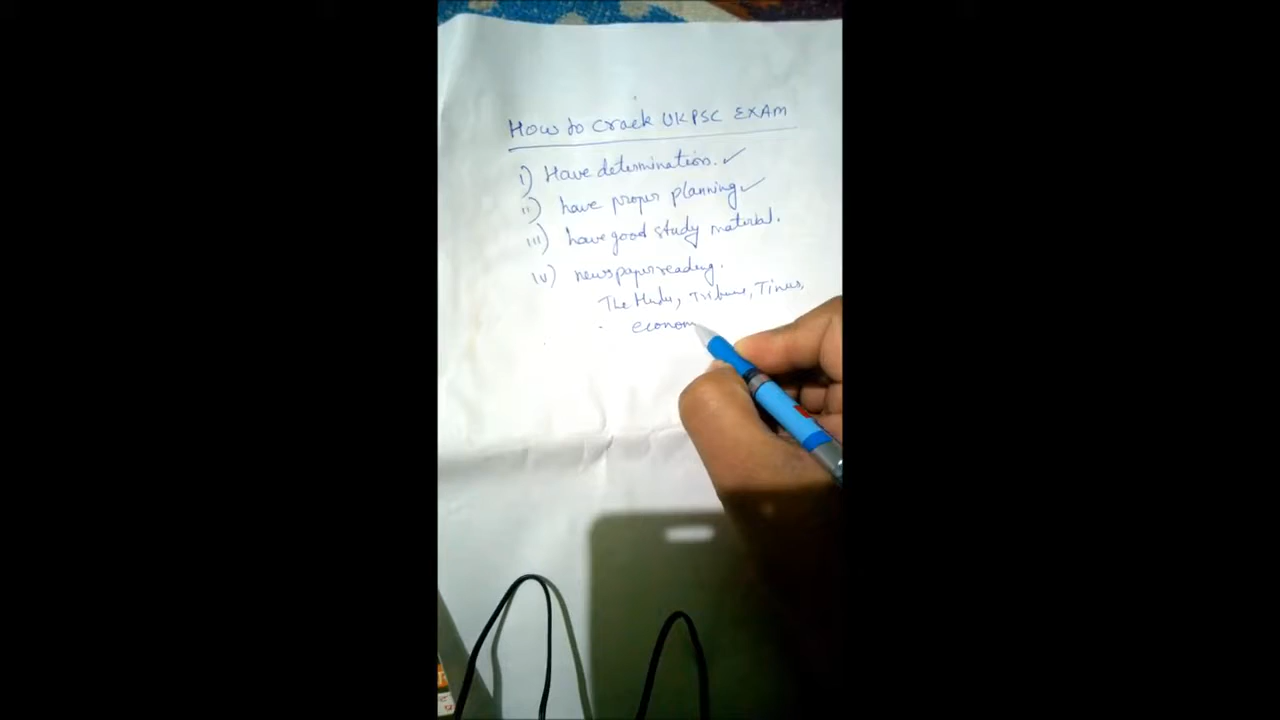 How to crack UKPSC EXAM
i) Have determination. ✓
ii) have proper planning ✓
iii) have good study material.
iv) newspaper reading.
The Hindu, Tribune, Times,
econom